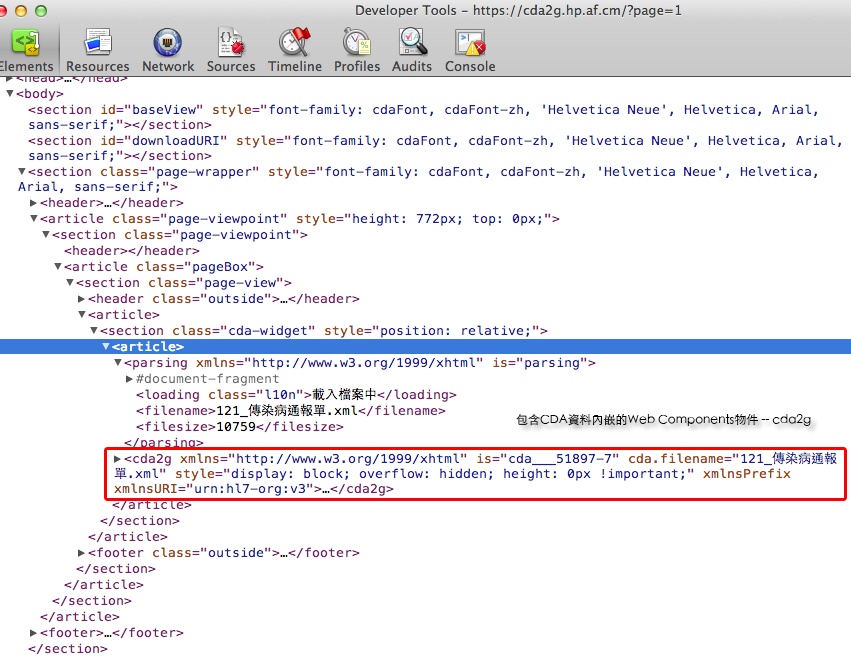 Developer Tools - https://cda2g.hp.af.cm/?page=1
Elements Resources Network Sources Timeline Profiles Audits Console
▶<head>…</head>
▼<body>
<section id="baseView" style="font-family: cdaFont, cdaFont-zh, 'Helvetica Neue', Helvetica, Arial,
sans-serif;"></section>
<section id="downloadURI" style="font-family: cdaFont, cdaFont-zh, 'Helvetica Neue', Helvetica, Arial,
sans-serif;"></section>
▼<section class="page-wrapper" style="font-family: cdaFont, cdaFont-zh, 'Helvetica Neue', Helvetica,
Arial, sans-serif;">
▶<header>…</header>
▼<article class="page-viewpoint" style="height: 772px; top: 0px;">
▼<section class="page-viewpoint">
<header></header>
▼<article class="pageBox">
▼<section class="page-view">
▶<header class="outside">…</header>
▼<article>
▼<section class="cda-widget" style="position: relative;">
▼<article>
▼<parsing xmlns="http://www.w3.org/1999/xhtml" is="parsing">
▶#document-fragment
<loading class="l10n">載入檔案中</loading>
<filename>121_傳染病通報單.xml</filename>
<filesize>10759</filesize>
包含CDA資料內嵌的Web Components物件 -- cda2g
</parsing>
▶<cda2g xmlns="http://www.w3.org/1999/xhtml" is="cda___51897-7" cda.filename="121_傳染病通報
單.xml" style="display: block; overflow: hidden; height: 0px !important;" xmlnsPrefix
xmlnsURI="urn:hl7-org:v3">…</cda2g>
</article>
</section>
</article>
▶<footer class="outside">…</footer>
</section>
</article>
</section>
</article>
▶<footer>…</footer>
</section>